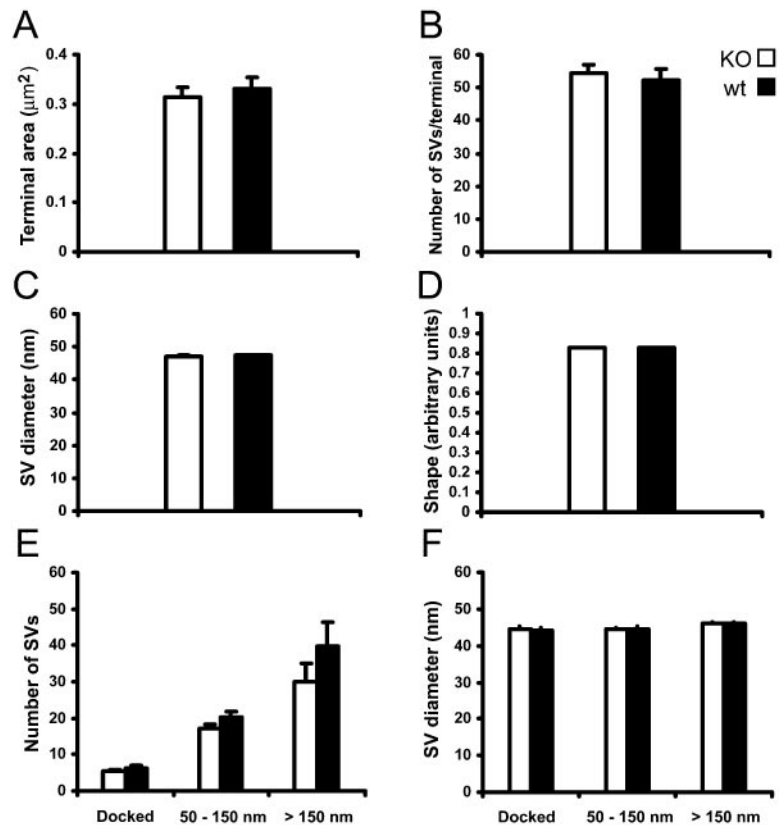 A
Terminal area (μm²)
0.4
0.3
0.2
0.1
0
B
Number of SVs/terminal
60
50
40
30
20
10
0
KO
wt
C
SV diameter (nm)
60
50
40
30
20
10
0
D
Shape (arbitrary units)
1
0.9
0.8
0.7
0.6
0.5
0.4
0.3
0.2
0.1
0
E
Number of SVs
60
50
40
30
20
10
0
Docked 50 - 150 nm > 150 nm
F
SV diameter (nm)
60
50
40
30
20
10
0
Docked 50 - 150 nm > 150 nm